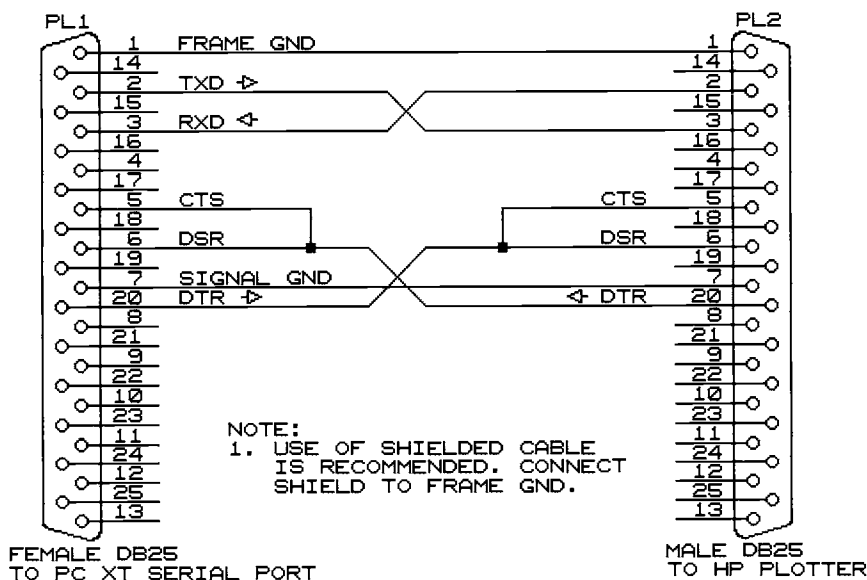 PL1 PL2
1 FRAME GND 1
14 14
2 TXD 2
15 15
3 RXD 3
16 16
4 4
17 17
5 CTS CTS 5
18 18
6 DSR DSR 6
19 19
7 SIGNAL GND 7
20 DTR DTR 20
8 8
21 21
9 9
22 22
10 10
23 23
11 11
24 24
12 12
25 25
13 13
NOTE:
1. USE OF SHIELDED CABLE
IS RECOMMENDED. CONNECT
SHIELD TO FRAME GND.
FEMALE DB25
TO PC XT SERIAL PORT
MALE DB25
TO HP PLOTTER